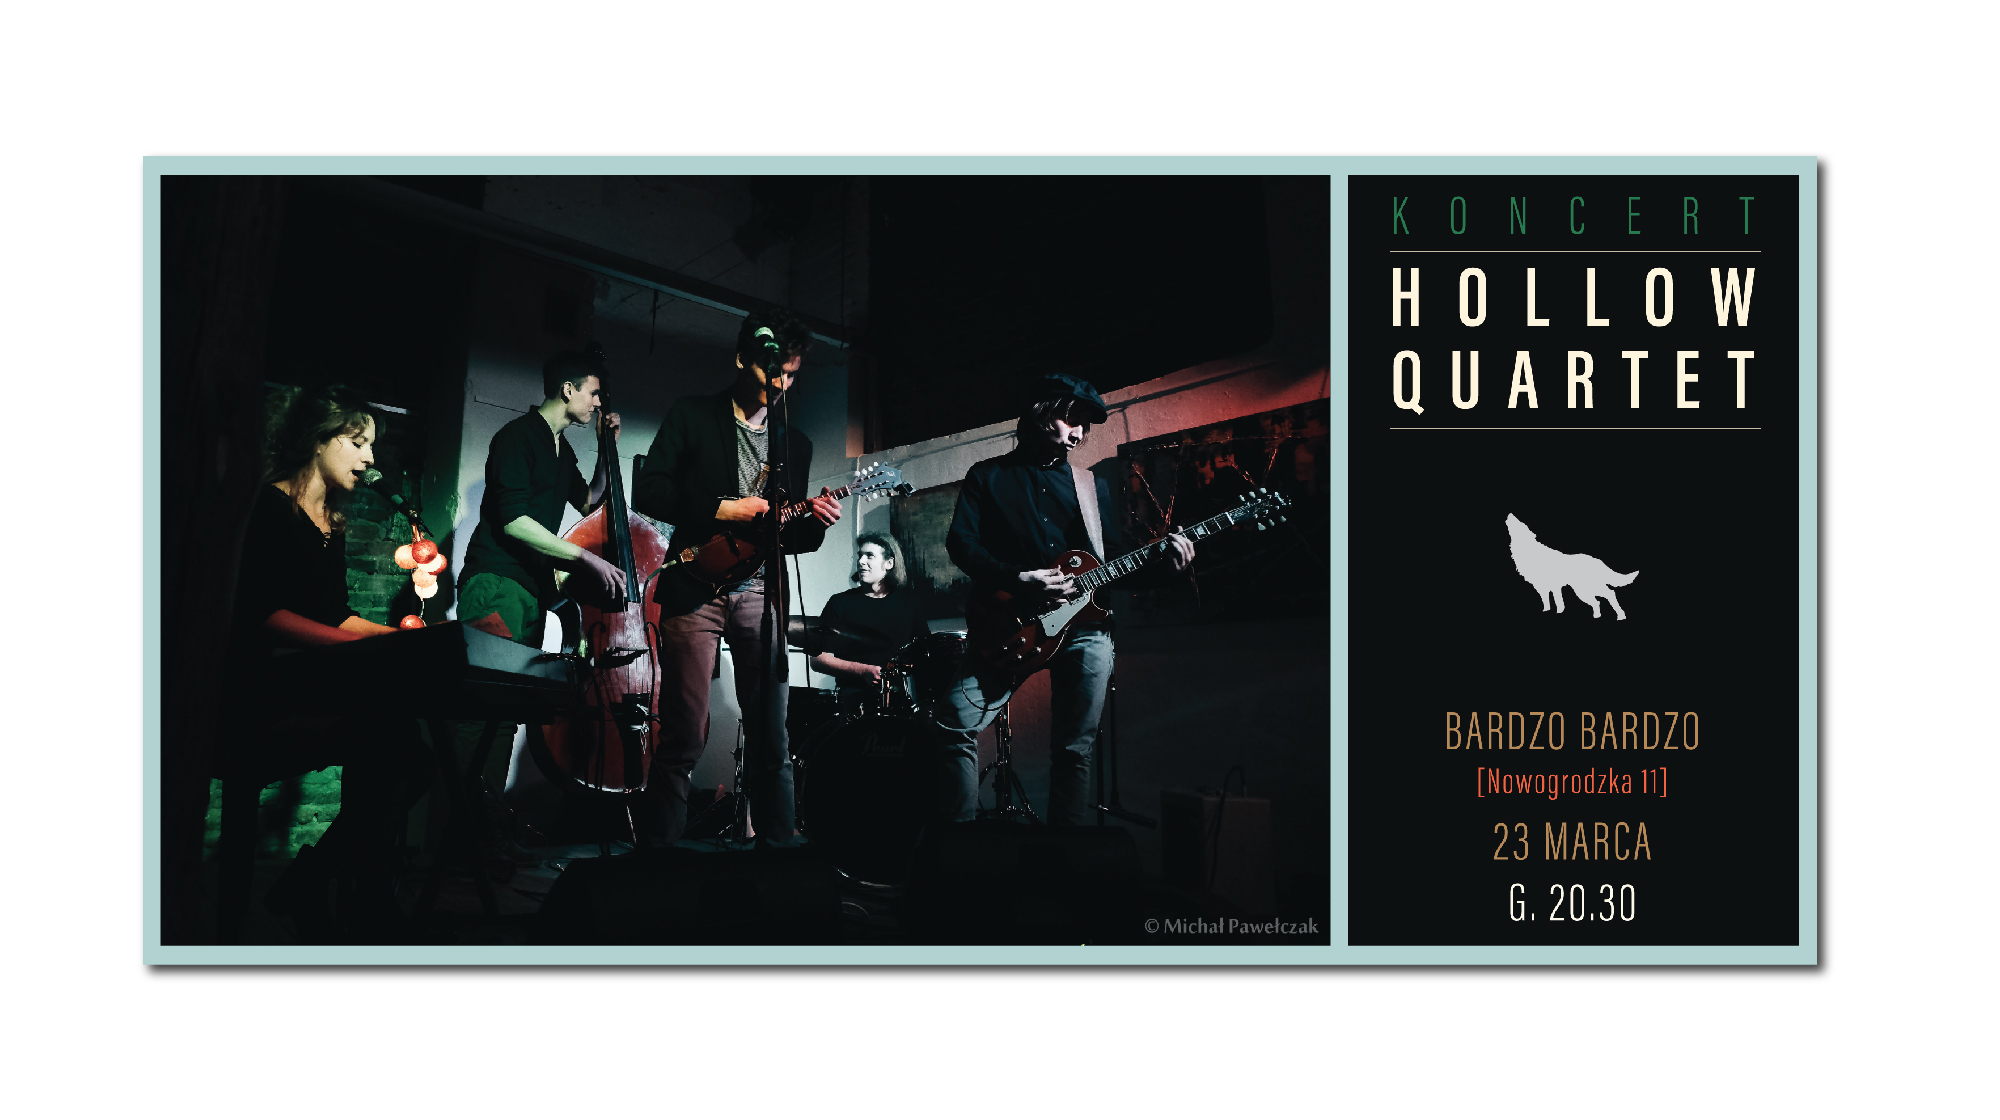 KONCERT
HOLLOW
QUARTET
BARDZO BARDZO
[Nowogrodzka 11]
23 MARCA
G. 20.30
© Michał Pawełczak